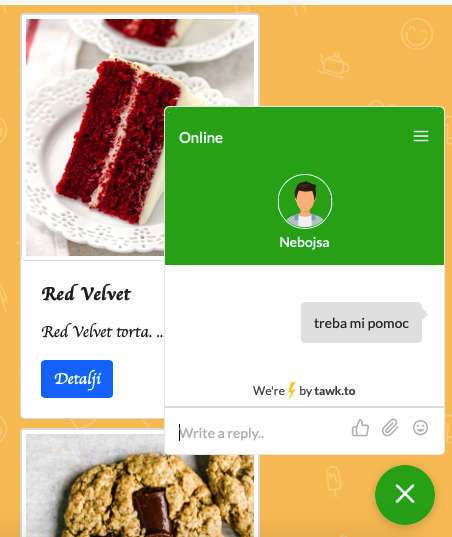 Online
Nebojsa
Red Velvet
Red Velvet torta. ..
Detalji
treba mi pomoc
We're by tawk.to
Write a reply..